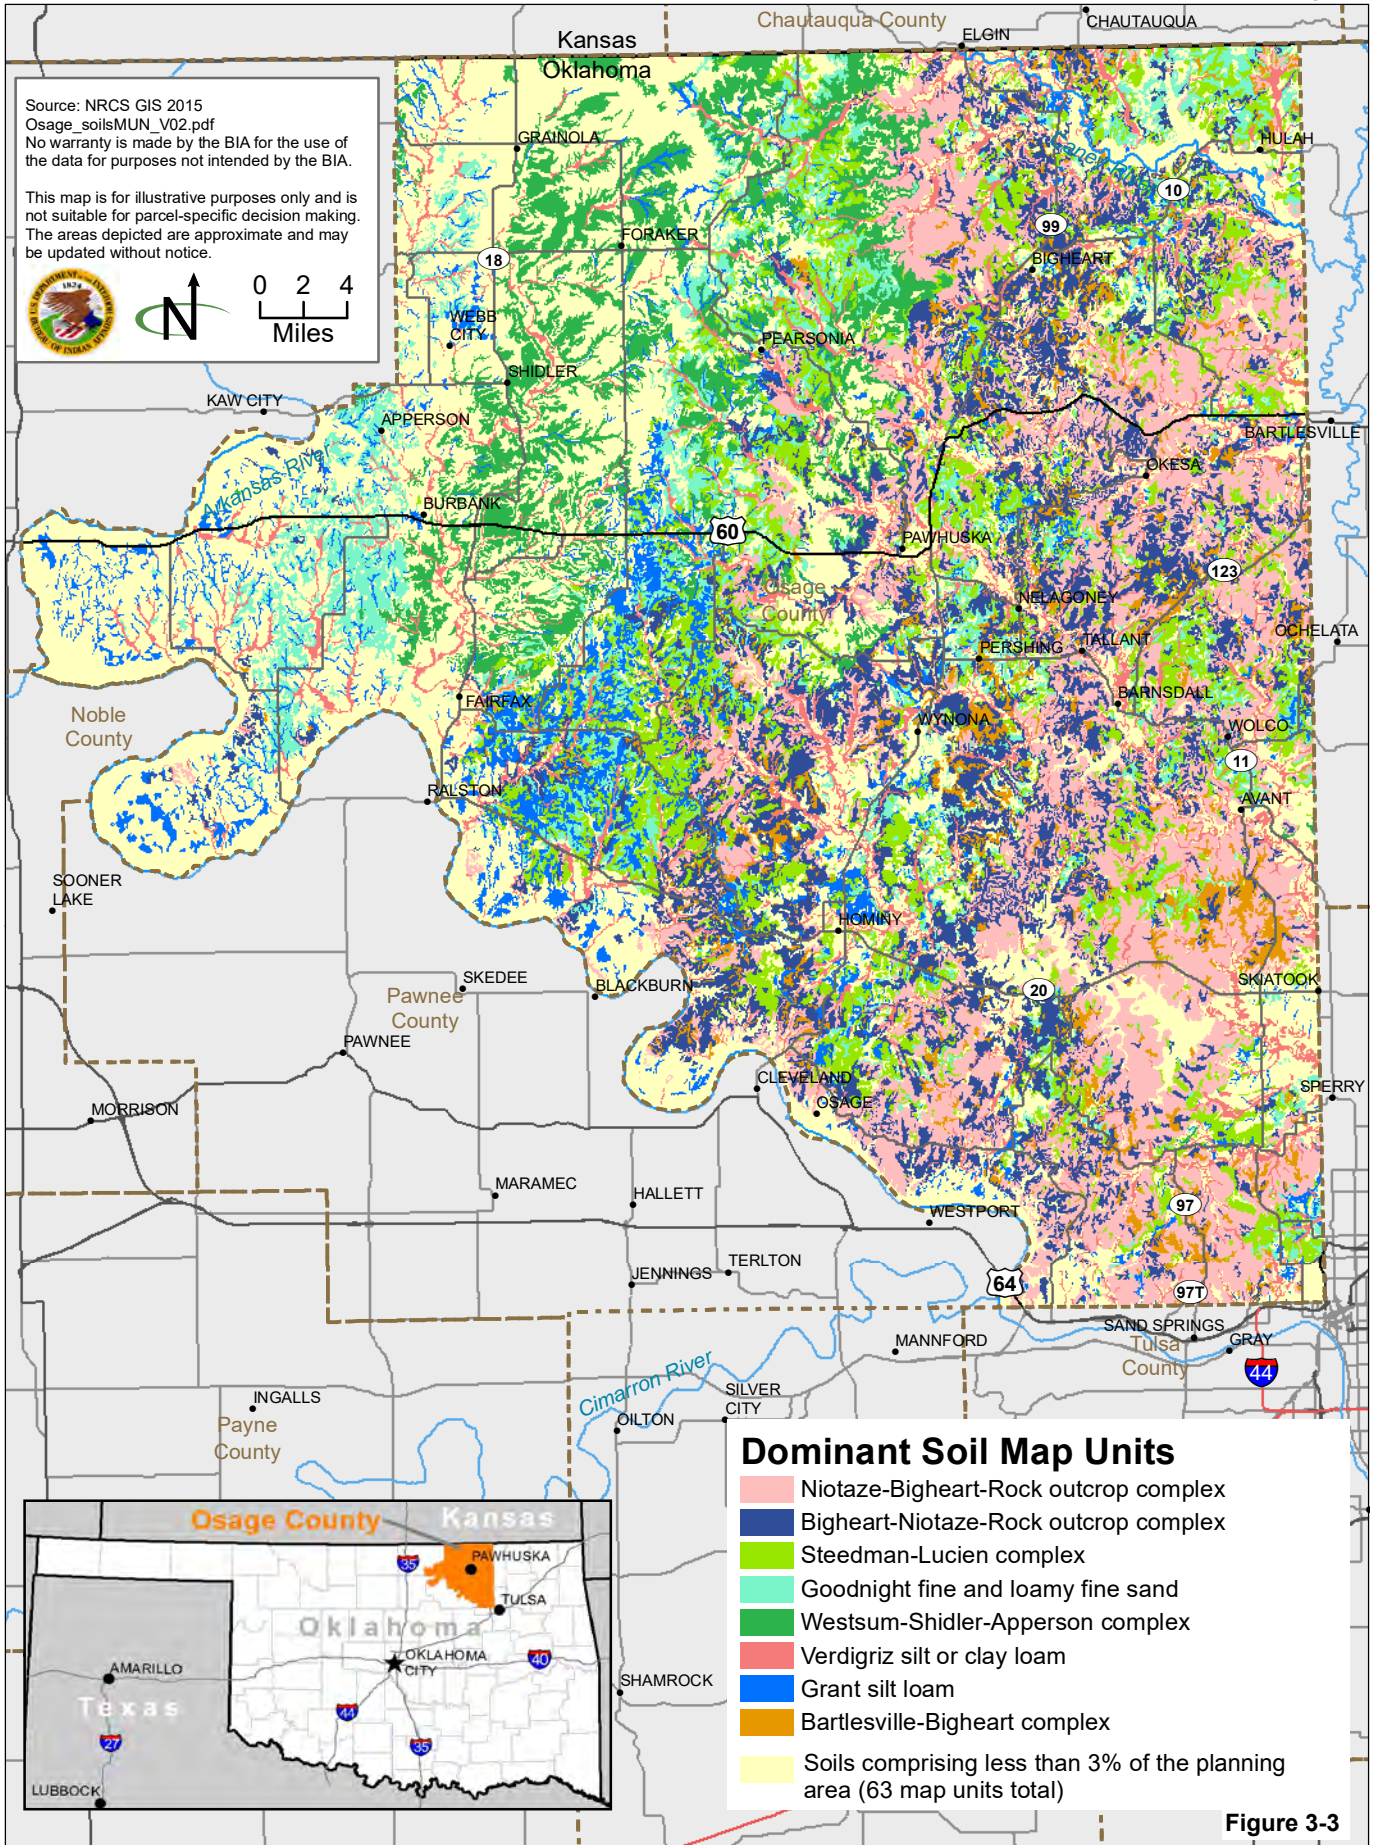 Chautauqua County
CHAUTAUQUA
ELGIN
Kansas
Oklahoma
Source: NRCS GIS 2015
Osage_soilsMUN_V02.pdf
No warranty is made by the BIA for the use of
the data for purposes not intended by the BIA.
This map is for illustrative purposes only and is
not suitable for parcel-specific decision making.
The areas depicted are approximate and may
be updated without notice.
1824
N
0 2 4
Miles
GRAINOLA
HULAH
10
99
FORAKER
18
BIGHEART
WEBB
CITY
PEARSONIA
SHIDLER
KAW CITY
APPERSON
BARTLESVILLE
Arkansas River
OKESA
BURBANK
60
PAWHUSKA
123
Osage
County
NELAGONEY
OCHELATA
PERSHING
TALLANT
BARNSDALL
FAIRFAX
Noble
County
WYNONA
WOLCO
11
RALSTON
AVANT
SOONER
LAKE
HOMINY
SKEDEE
BLACKBURN
20
SKIATOOK
Pawnee
County
PAWNEE
CLEVELAND
SPERRY
OSAGE
MORRISON
MARAMEC
HALLETT
97
WESTPORT
TERLTON
JENNINGS
64
97T
SAND SPRINGS
MANNFORD
GRAY
Tulsa
County
44
Cimarron River
SILVER
CITY
INGALLS
OILTON
Payne
County
Dominant Soil Map Units
Niotaze-Bigheart-Rock outcrop complex
Bigheart-Niotaze-Rock outcrop complex
Steedman-Lucien complex
Goodnight fine and loamy fine sand
Westsum-Shidler-Apperson complex
Verdigriz silt or clay loam
Grant silt loam
Bartlesville-Bigheart complex
Soils comprising less than 3% of the planning
area (63 map units total)
Osage County
Kansas
35
PAWHUSKA
TULSA
Oklahoma
OKLAHOMA
CITY
40
AMARILLO
Texas
44
27
35
LUBBOCK
SHAMROCK
Figure 3-3